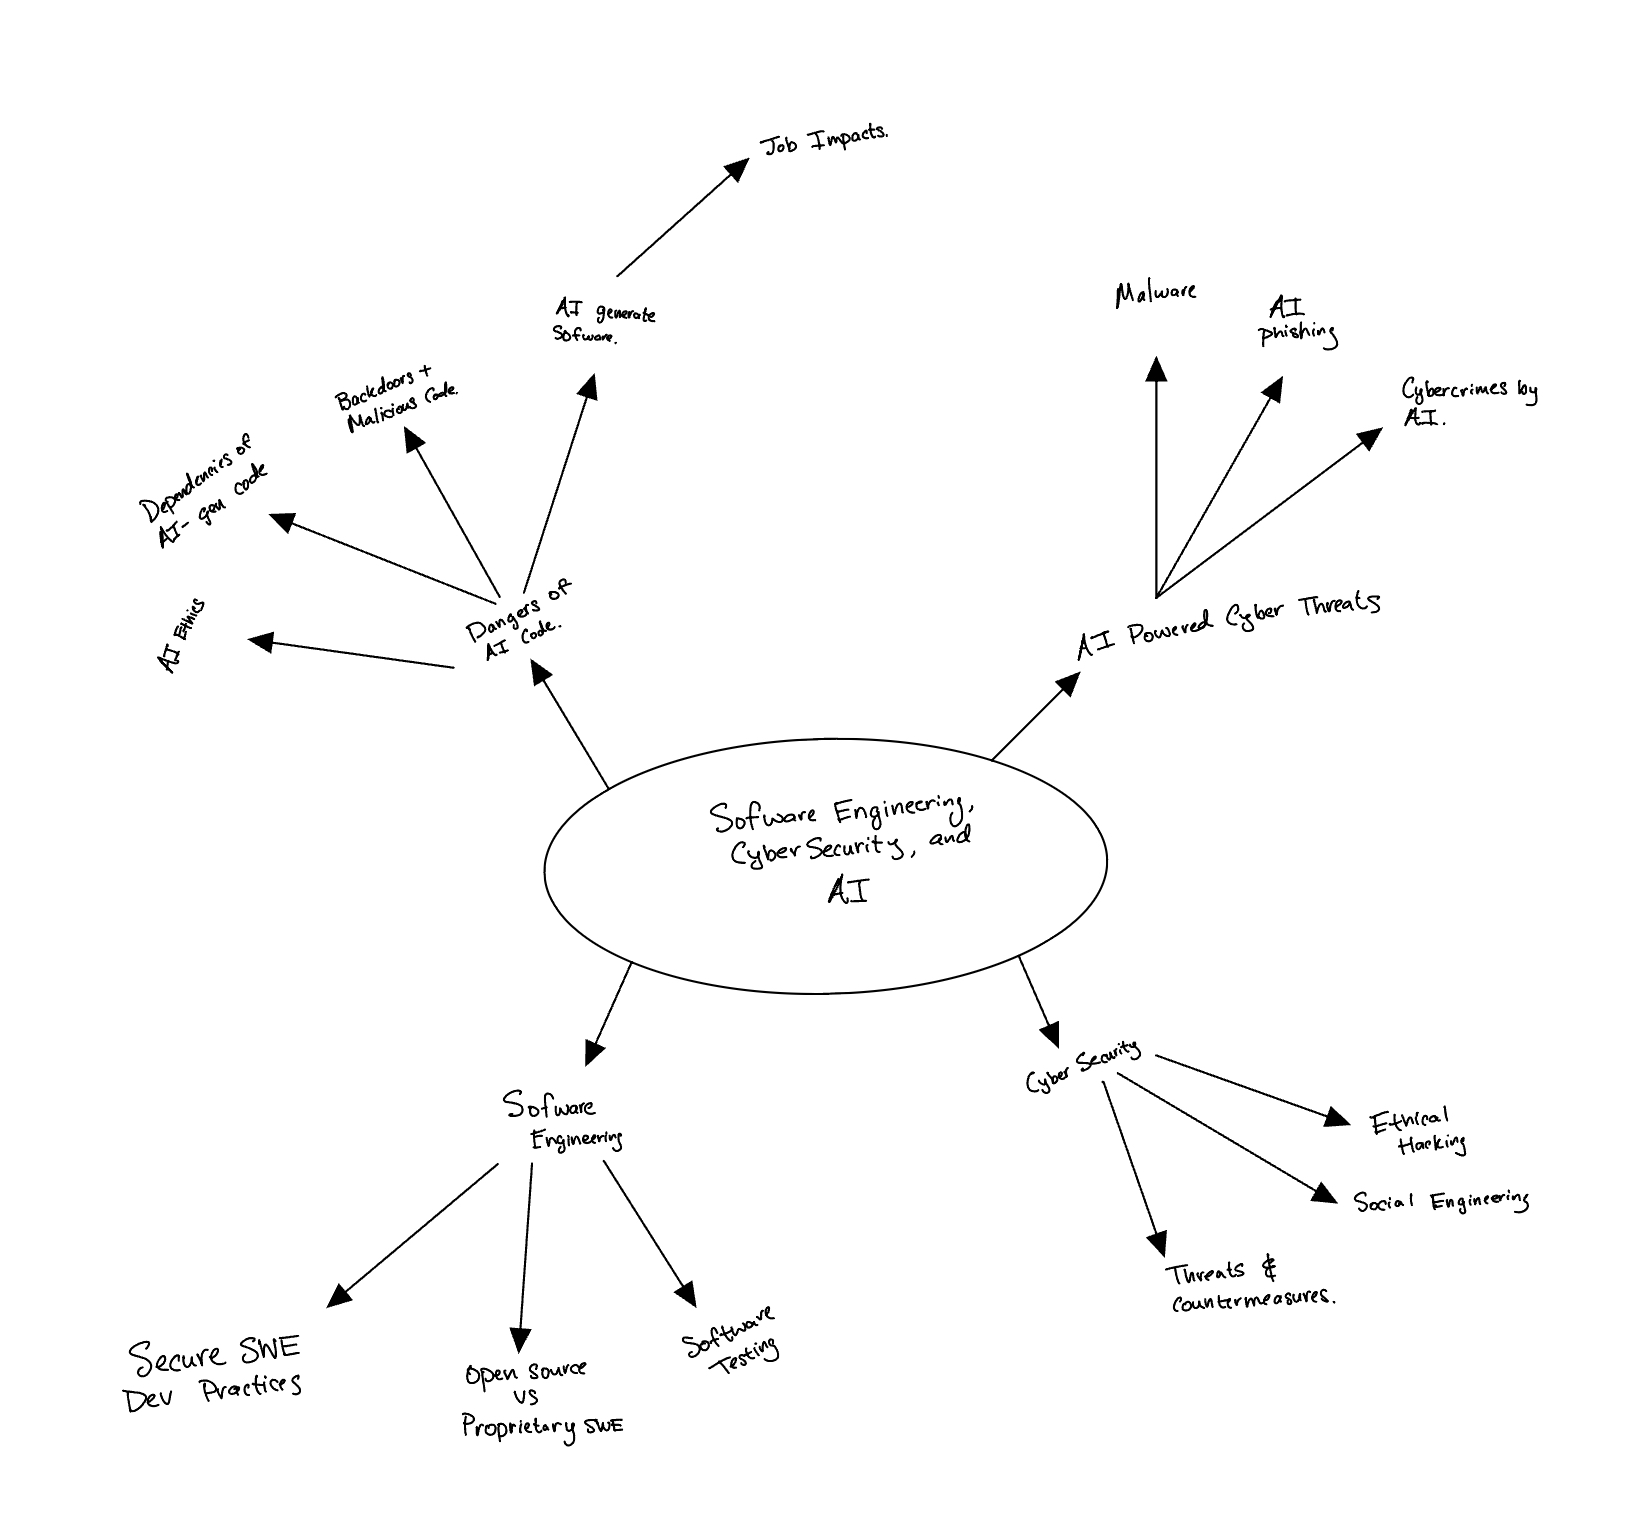 Job Impacts.
AI generate
Sofware.
Malware
AI
phishing
Cybercrimes by
AI.
Backdoors +
Malicious Code.
Dependencies of
AI- gen code
AI Ethics
Dangers of
AI Code.
AI Powered Cyber Threats
Sofware Engineering,
Cyber Security, and
AI
Sofware
Engineering
Secure SWE
Dev Practices
Open source
vs
Proprietary SWE
Software
Testing
Cyber Security
Ethical
Hacking
Social Engineering
Threats &
Countermeasures.